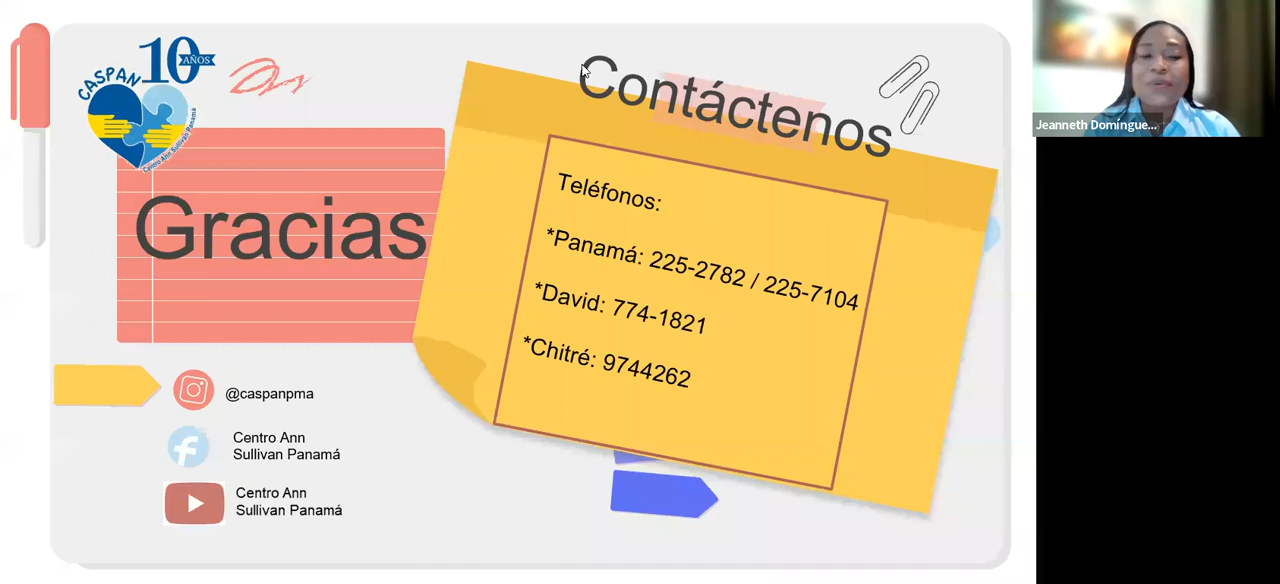 CASPAN
10 AÑOS
Centro Ann Sullivan Panamá
Gracias
Contáctenos
Teléfonos:
*Panamá: 225-2782 / 225-7104
*David: 774-1821
*Chitré: 9744262
@caspanpma
Centro Ann
Sullivan Panamá
Centro Ann
Sullivan Panamá
Jeanneth Domingue...